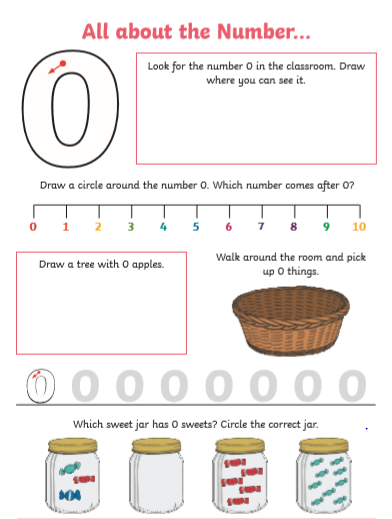 All about the Number...
0
Look for the number 0 in the classroom. Draw
where you can see it.
Draw a circle around the number 0. Which number comes after 0?
0 1 2 3 4 5 6 7 8 9 10
Draw a tree with 0 apples.
Walk around the room and pick
up 0 things.
0 0 0 0 0 0 0 0
Which sweet jar has 0 sweets? Circle the correct jar.